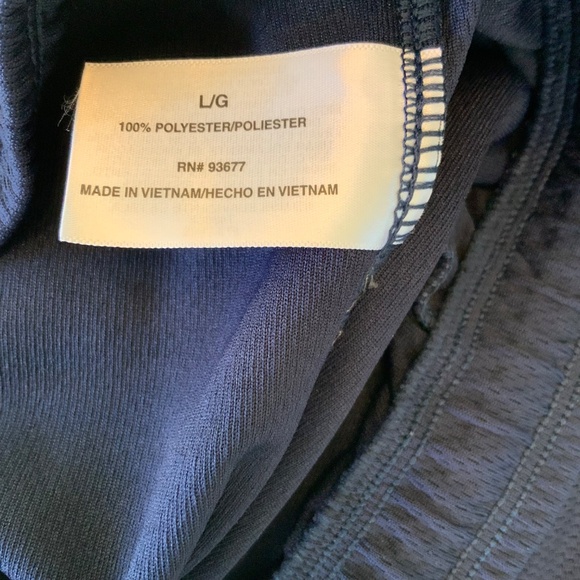 L/G
100% POLYESTER/POLIESTER
RN# 93677
MADE IN VIETNAM/HECHO EN VIETNAM